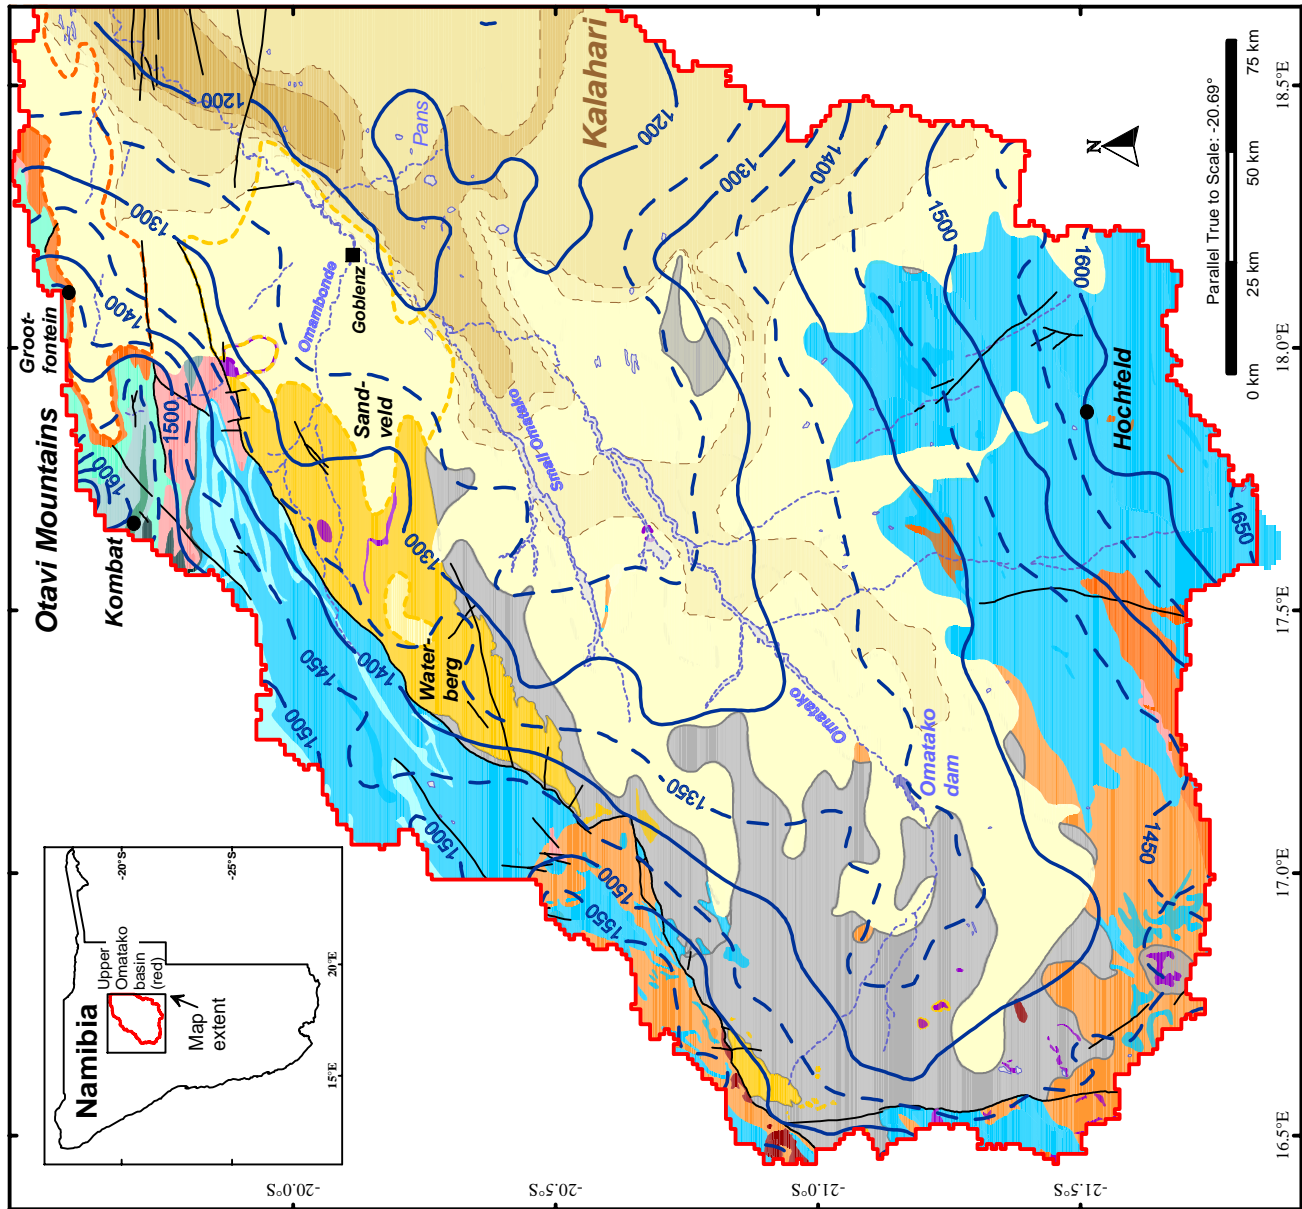 Namibia
Upper
Omatako
basin
(red)
Map
extent
-20°S
-25°S
15°E
20°E
Otavi Mountains
Kombat
Groot-
fontein
Kalahari
Pans
Omambonde
Goblenz
Sand-
veld
Water-
berg
Small Omatako
Omatako
Omatako
dam
Hochfeld
1200
1200
1300
1300
1300
1400
1400
1400
1500
1500
1600
1600
1650
1500
1450
1350
1500
1500
1550
1450
N
Parallel True to Scale: -20.69°
0 km
25 km
50 km
75 km
16.5°E
17.0°E
17.5°E
18.0°E
18.5°E
-20.0°S
-20.5°S
-21.0°S
-21.5°S